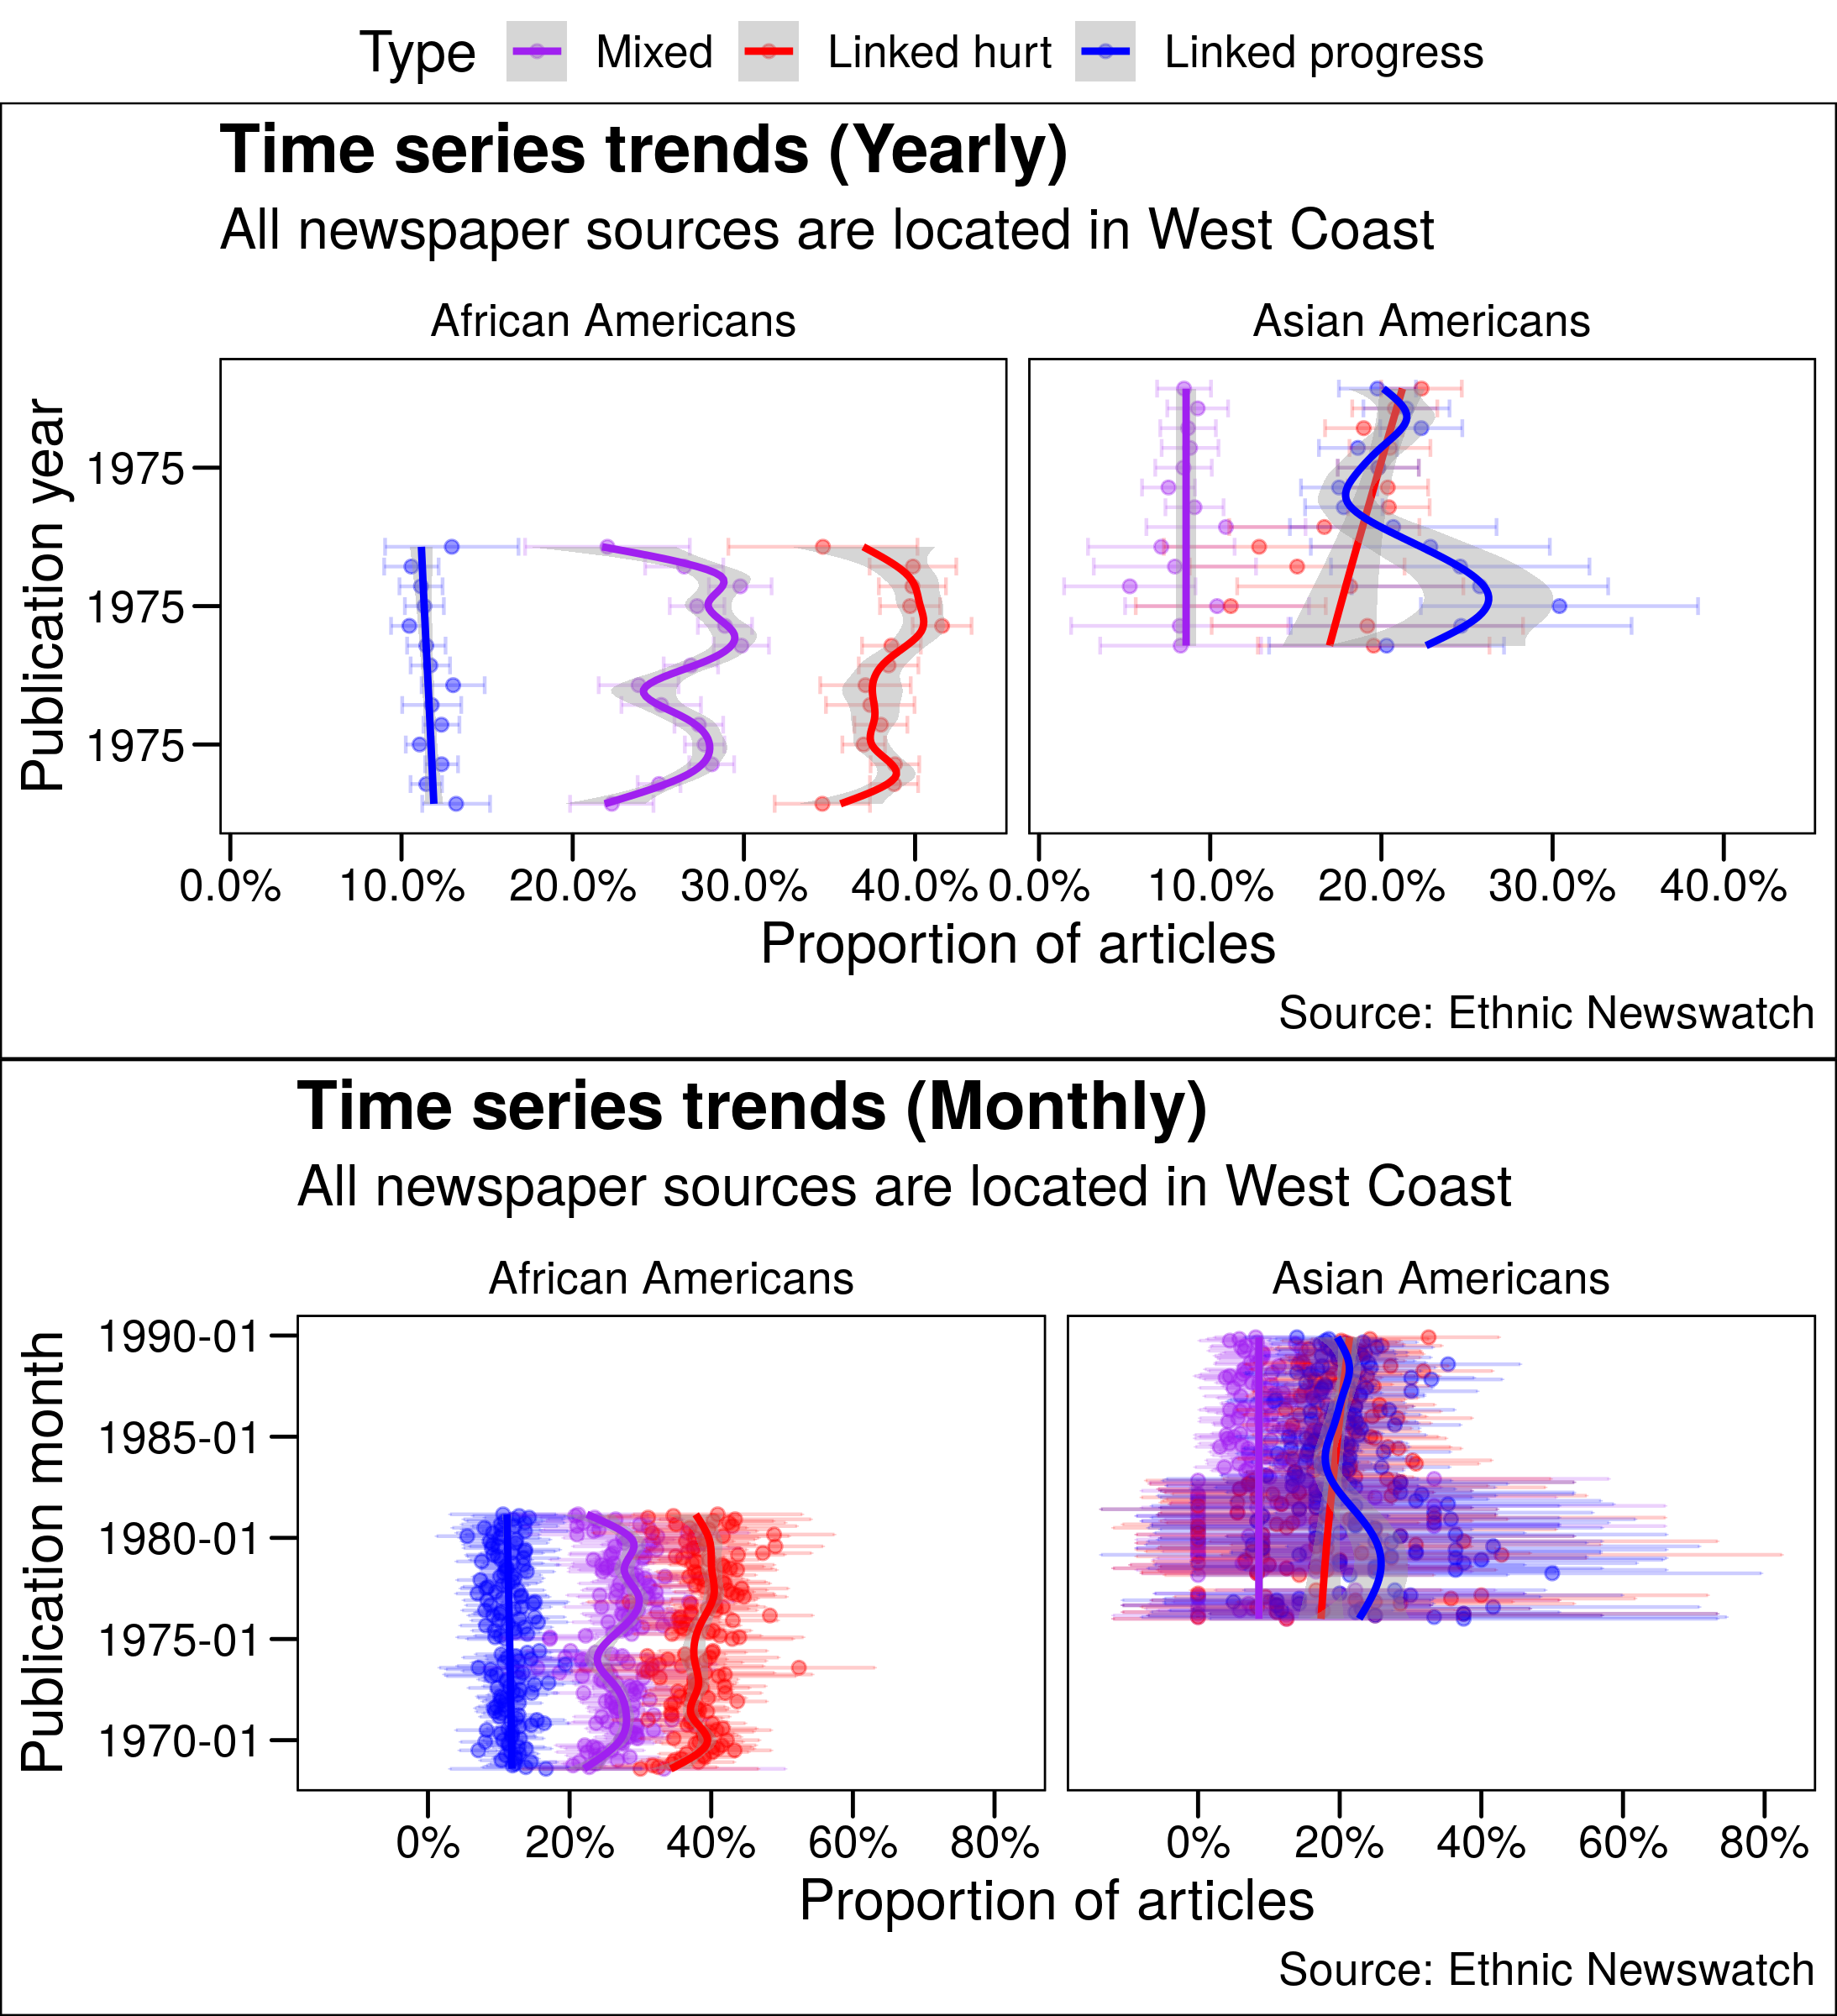 Type Mixed Linked hurt Linked progress
Time series trends (Yearly)
All newspaper sources are located in West Coast
African Americans Asian Americans
Publication year
1975
1975
1975
0.0% 10.0% 20.0% 30.0% 40.0% 0.0% 10.0% 20.0% 30.0% 40.0%
Proportion of articles
Source: Ethnic Newswatch
Time series trends (Monthly)
All newspaper sources are located in West Coast
African Americans Asian Americans
Publication month
1990-01
1985-01
1980-01
1975-01
1970-01
0% 20% 40% 60% 80% 0% 20% 40% 60% 80%
Proportion of articles
Source: Ethnic Newswatch